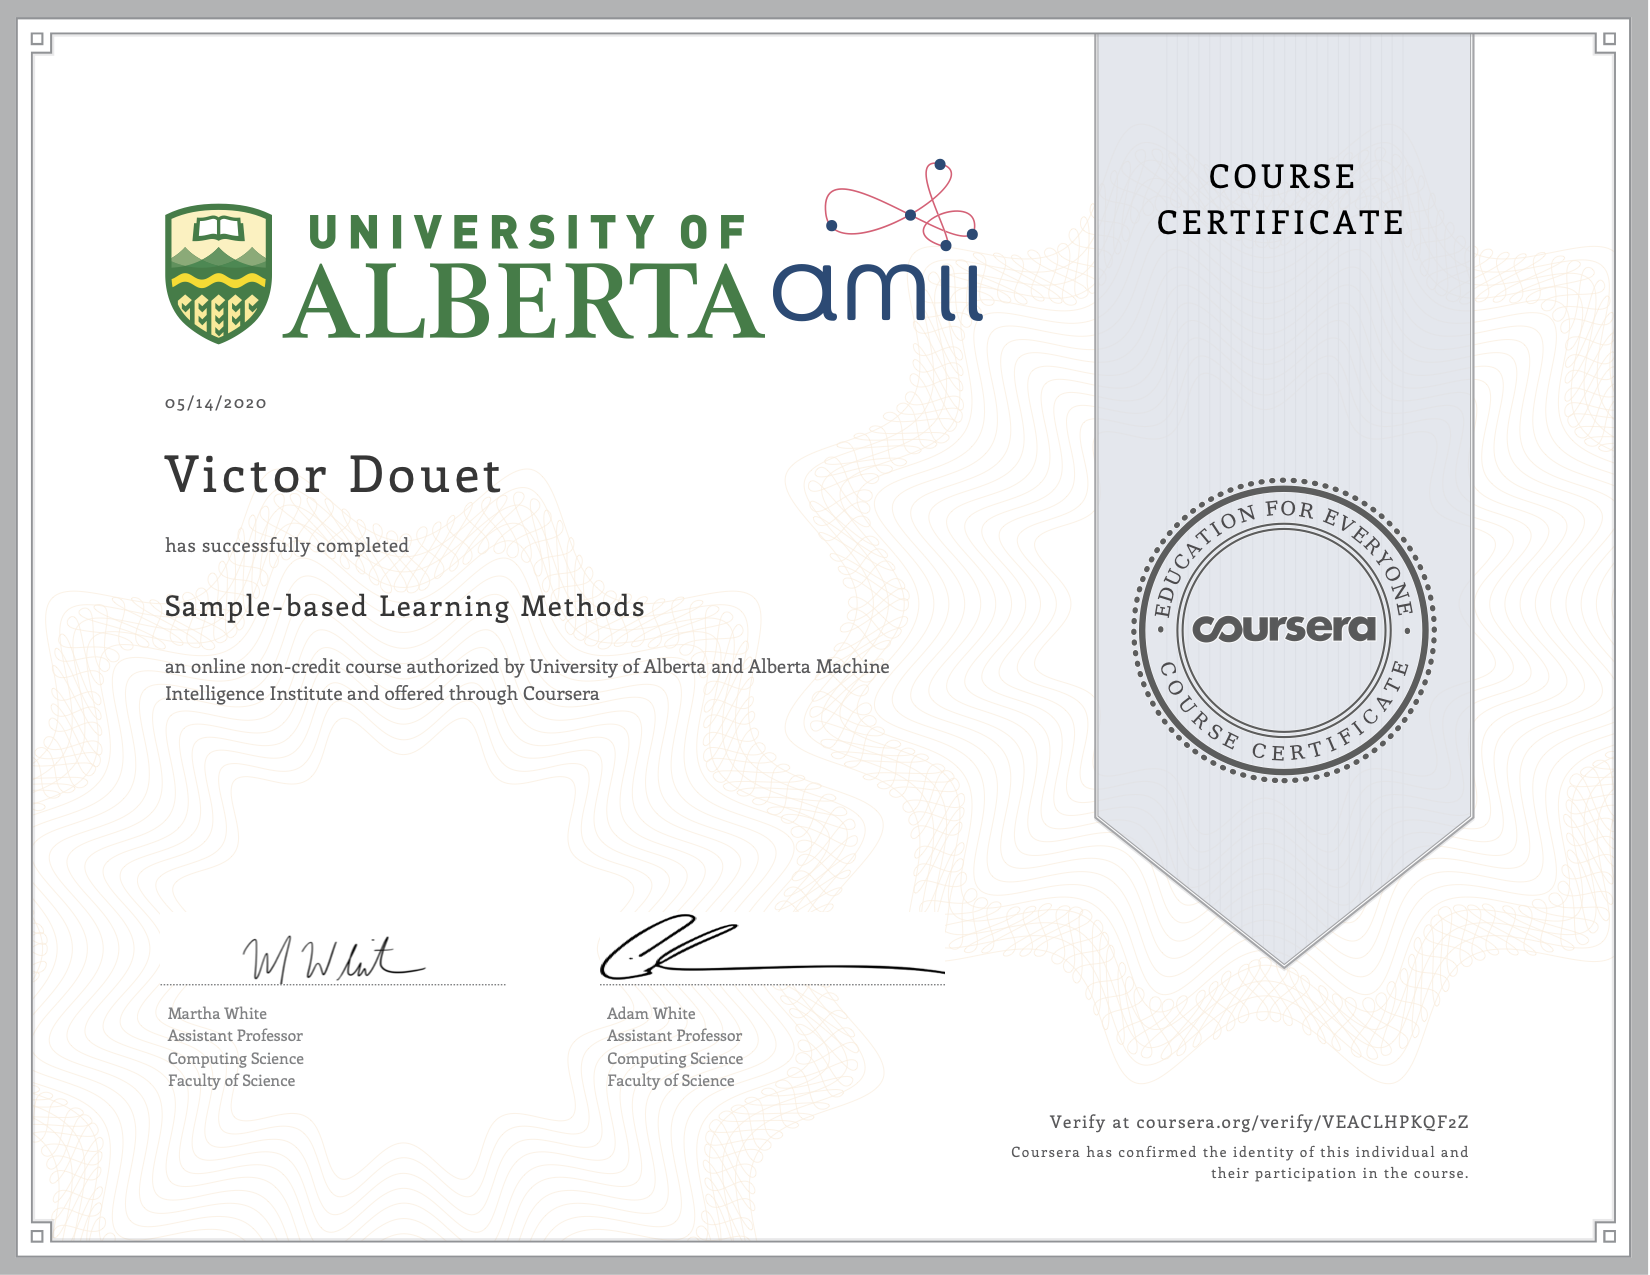 UNIVERSITY OF
ALBERTA
amii
COURSE
CERTIFICATE
05/14/2020
Victor Douet
has successfully completed
Sample-based Learning Methods
an online non-credit course authorized by University of Alberta and Alberta Machine
Intelligence Institute and offered through Coursera
EDUCATION FOR EVERYONE
coursera
COURSE CERTIFICATE
M White
Martha White
Assistant Professor
Computing Science
Faculty of Science
Adam White
Assistant Professor
Computing Science
Faculty of Science
Verify at coursera.org/verify/VEACLHPKQF2Z
Coursera has confirmed the identity of this individual and
their participation in the course.